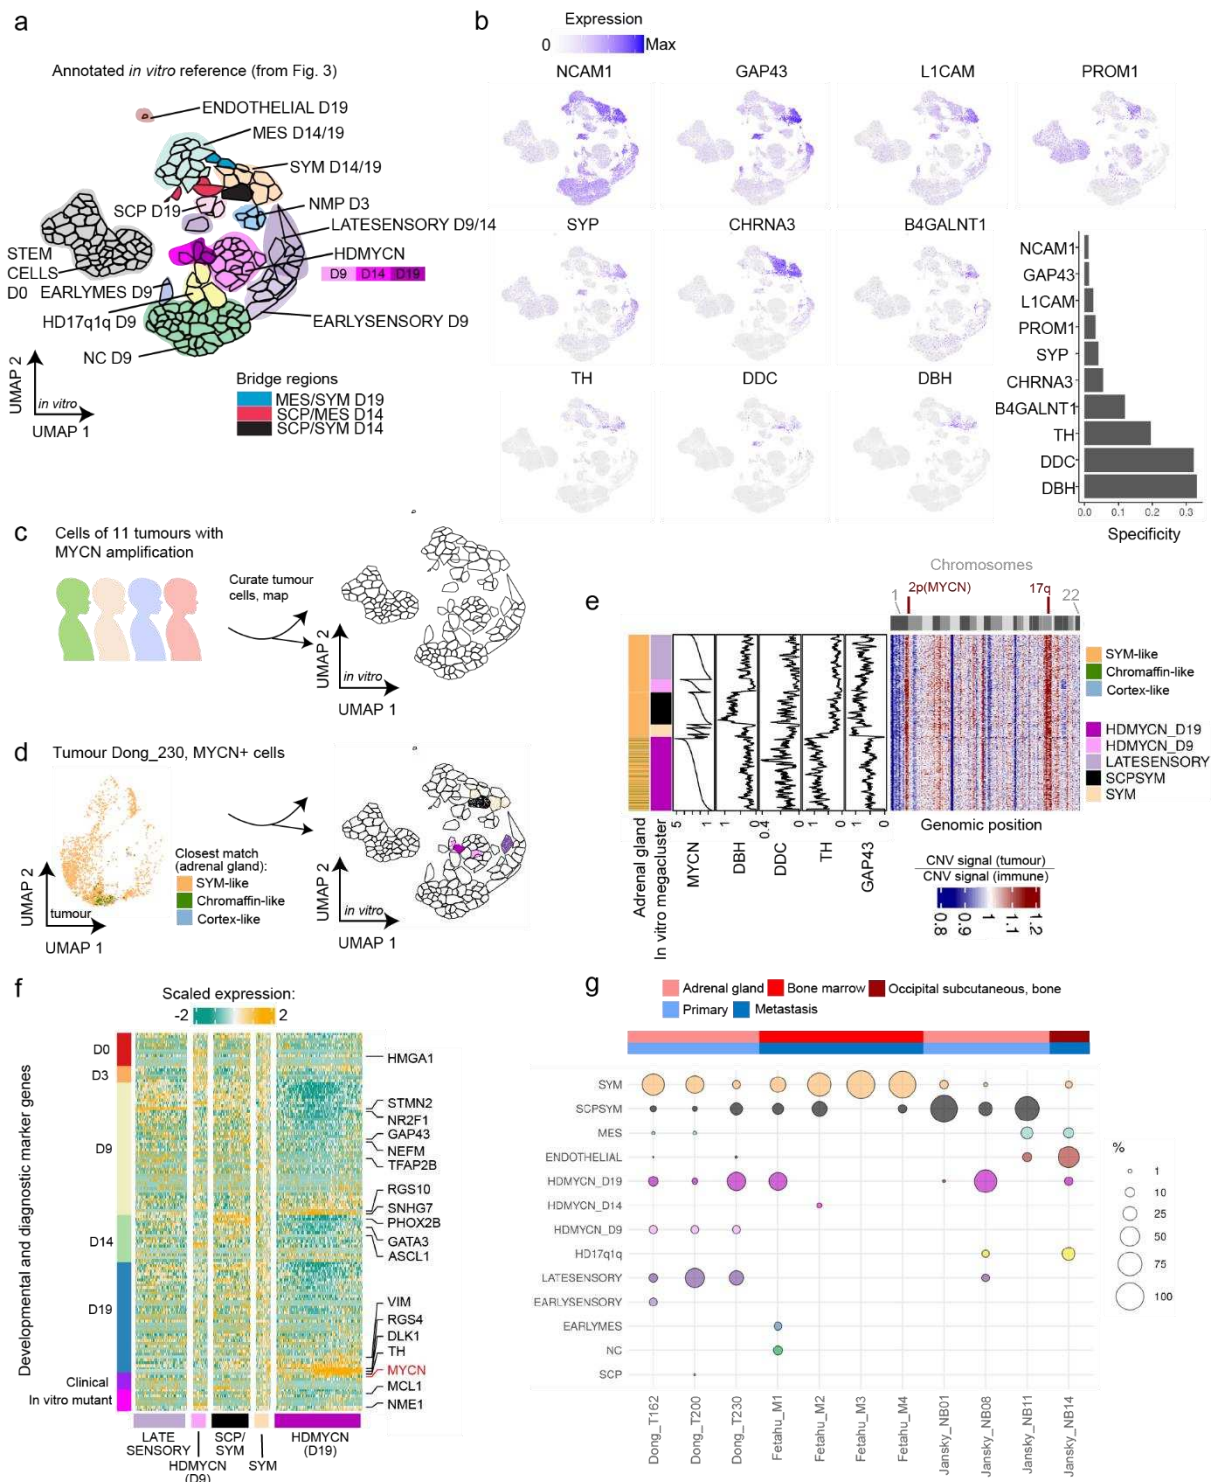 a
Annotated in vitro reference (from Fig. 3)
ENDOTHELIAL D19
MES D14/19
SYM D14/19
SCP D19
NMP D3
LATESENSORY D9/14
STEM
CELLS
D0
HDMYCN
D9 D14 D19
EARLYMES D9
HD17q1q D9
EARLYSENSORY D9
NC D9
UMAP 2
in vitro
UMAP 1
Bridge regions
MES/SYM D19
SCP/MES D14
SCP/SYM D14
b
Expression
0 Max
NCAM1 GAP43 L1CAM PROM1
SYP CHRNA3 B4GALNT1
TH DDC DBH
NCAM1
GAP43
L1CAM
PROM1
SYP
CHRNA3
B4GALNT1
TH
DDC
DBH
0.0 0.1 0.2 0.3
Specificity
c
Cells of 11 tumours with
MYCN amplification
Curate tumour
cells, map
UMAP 2
in vitro
UMAP 1
d
Tumour Dong_230, MYCN+ cells
Closest match
(adrenal gland):
SYM-like
Chromaffin-like
Cortex-like
UMAP 2
tumour
UMAP 1
UMAP 2
in vitro
UMAP 1
e
Chromosomes
1 2p(MYCN) 17q 22
SYM-like
Chromaffin-like
Cortex-like
HDMYCN_D19
HDMYCN_D9
LATESENSORY
SCPSYM
SYM
Adrenal gland
In vitro megacluster
5 1
MYCN
1 0
DBH
0.4 0
DDC
1 0
TH
1 0
GAP43
Genomic position
CNV signal (tumour)
CNV signal (immune)
0.8 0.9 1 1.1 1.2
f
Scaled expression:
-2 2
Developmental and diagnostic marker genes
D0
D3
D9
D14
D19
Clinical
In vitro mutant
HMGA1
STMN2
NR2F1
GAP43
NEFM
TFAP2B
RGS10
SNHG7
PHOX2B
GATA3
ASCL1
VIM
RGS4
DLK1
TH
MYCN
MCL1
NME1
LATE
SENSORY
HDMYCN
(D9)
SCP/
SYM
SYM
HDMYCN
(D19)
g
Adrenal gland Bone marrow Occipital subcutaneous, bone
Primary Metastasis
SYM
SCPSYM
MES
ENDOTHELIAL
HDMYCN_D19
HDMYCN_D14
HDMYCN_D9
HD17q1q
LATESENSORY
EARLYSENSORY
EARLYMES
NC
SCP
%
1
10
25
50
75
100
Dong_T162
Dong_T200
Dong_T230
Fetahu_M1
Fetahu_M2
Fetahu_M3
Fetahu_M4
Jansky_NB01
Jansky_NB08
Jansky_NB11
Jansky_NB14